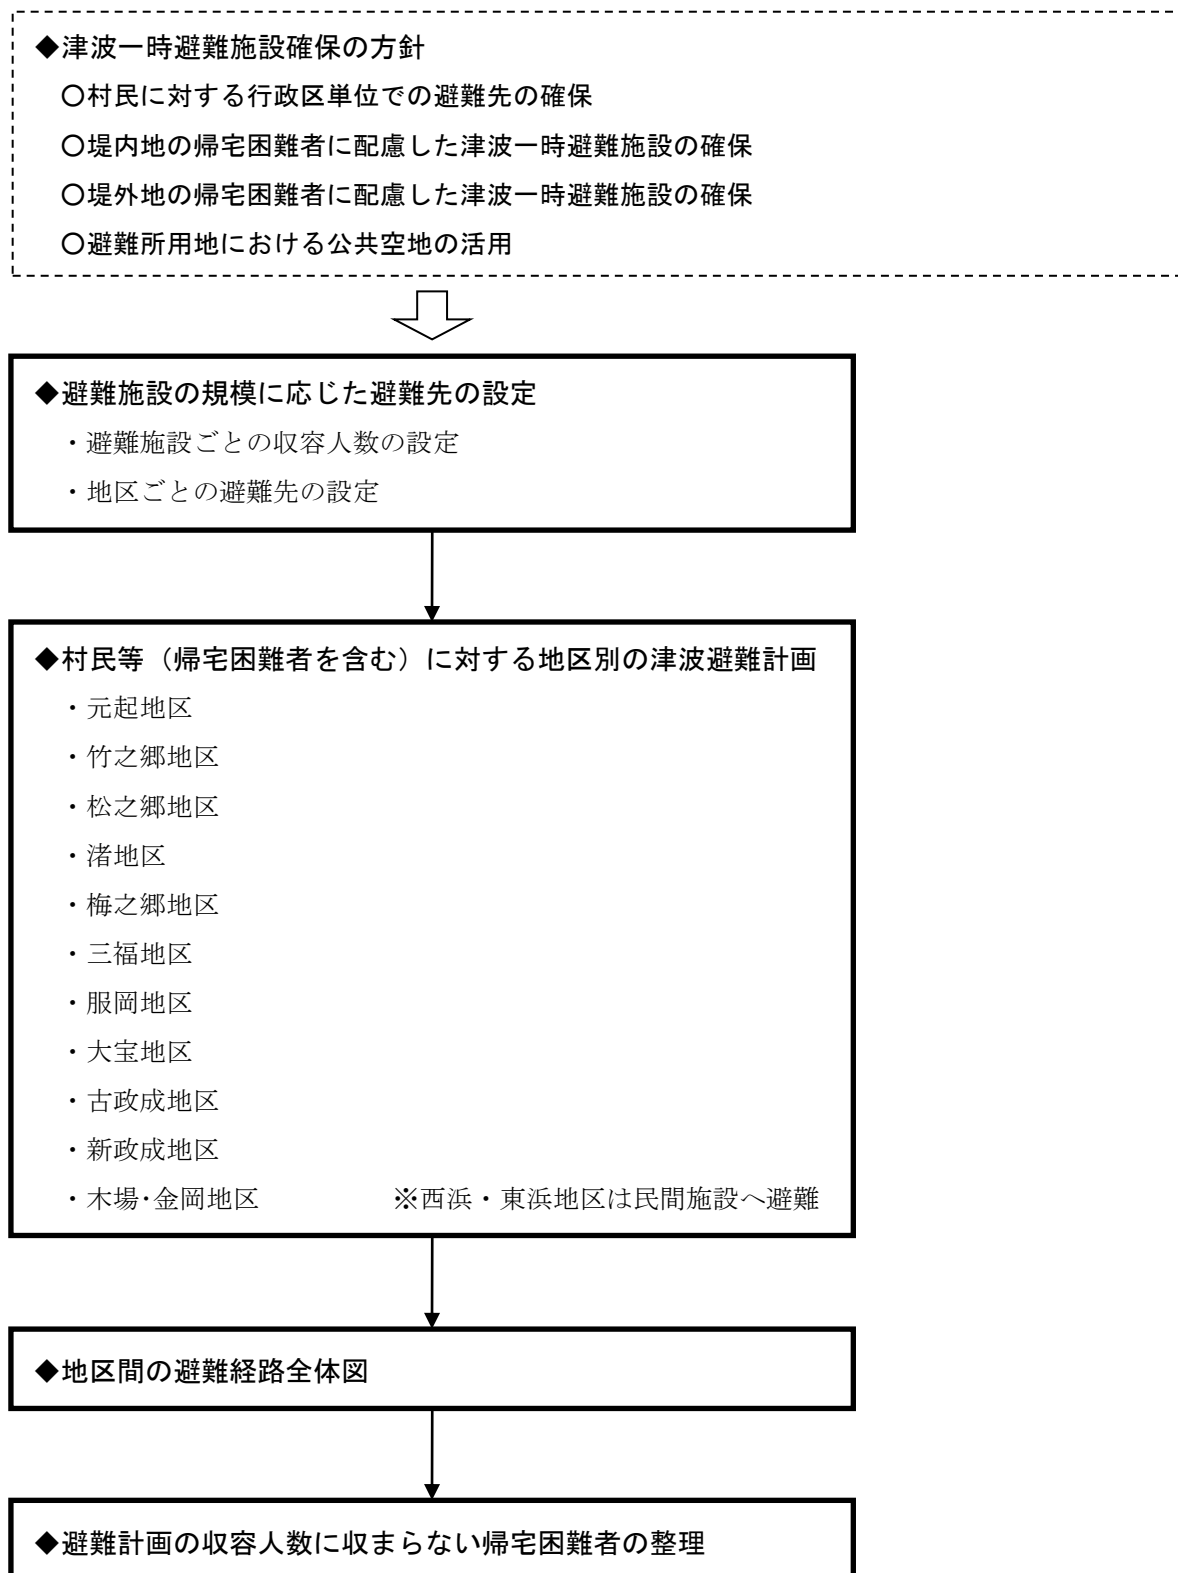 ◆津波一時避難施設確保の方針
○村民に対する行政区単位での避難先の確保
○堤内地の帰宅困難者に配慮した津波一時避難施設の確保
○堤外地の帰宅困難者に配慮した津波一時避難施設の確保
○避難所用地における公共空地の活用
◆避難施設の規模に応じた避難先の設定
・避難施設ごとの収容人数の設定
・地区ごとの避難先の設定
◆村民等（帰宅困難者を含む）に対する地区別の津波避難計画
・元起地区
・竹之郷地区
・松之郷地区
・渚地区
・梅之郷地区
・三福地区
・服岡地区
・大宝地区
・古政成地区
・新政成地区
・木場･金岡地区　※西浜・東浜地区は民間施設へ避難
◆地区間の避難経路全体図
◆避難計画の収容人数に収まらない帰宅困難者の整理